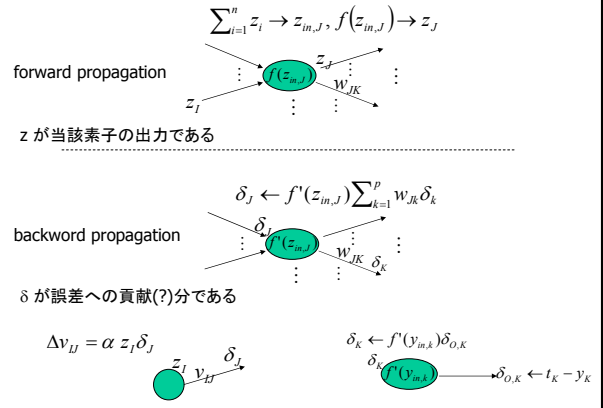 ∑_{i=1}^{n} z_i → z_{in,J}, f(z_{in,J}) → z_J
forward propagation
f(z_{in,J})
z_J
w_{JK}
z_I
z が当該素子の出力である
δ_J ← f'(z_{in,J}) ∑_{k=1}^{p} w_{Jk} δ_k
backword propagation
δ_J
f'(z_{in,J})
w_{JK}
δ_K
δ が誤差への貢献(?)分である
Δv_{IJ} = α z_I δ_J
z_I
v_{IJ}
δ_J
δ_K ← f'(y_{in,k}) δ_{O,K}
δ_K
f'(y_{in,k})
δ_{O,K} ← t_K − y_K